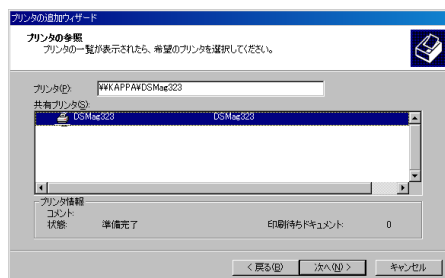 プリンタの追加ウィザード
プリンタの参照
プリンタの一覧が表示されたら、希望のプリンタを選択してください。
プリンタ(P): ¥¥KAPPA¥DSMag323
共有プリンタ(S):
DSMag323 DSMag323
プリンタ情報
コメント:
状態: 準備完了 印刷待ちドキュメント: 0
< 戻る(B) 次へ(N) > キャンセル